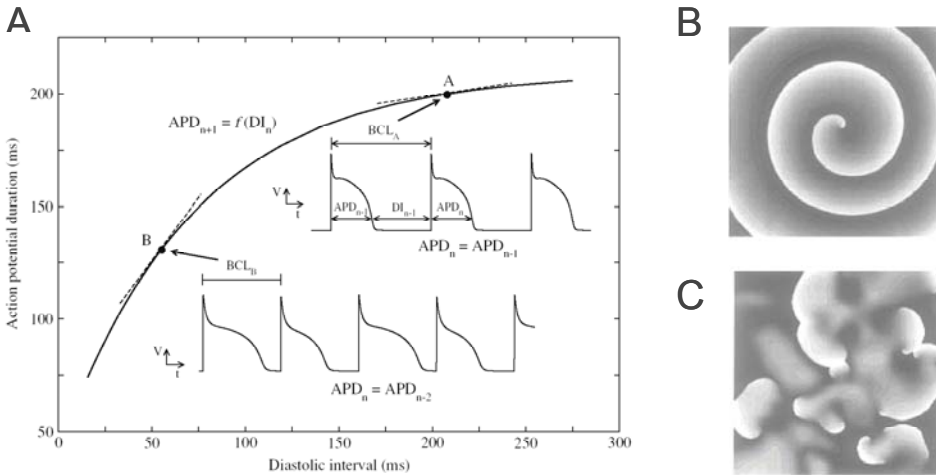 A
B
C
Action potential duration (ms)
200
150
100
50
0
50
100
150
200
250
300
Diastolic interval (ms)
APDn+1 = f(DIn)
A
BCLA
V
t
APDn-1
DIn-1
APDn
APDn = APDn-1
B
BCLB
V
t
APDn = APDn-2